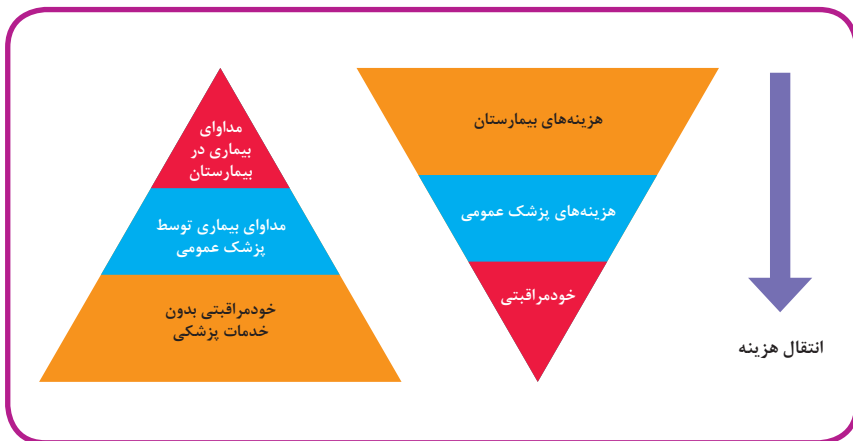 مداوای
بیماری در
بیمارستان
مداوای بیماری توسط
پزشک عمومی
خودمراقبتی بدون
خدمات پزشکی
هزینه‌های بیمارستان
هزینه‌های پزشک عمومی
خودمراقبتی
انتقال هزینه